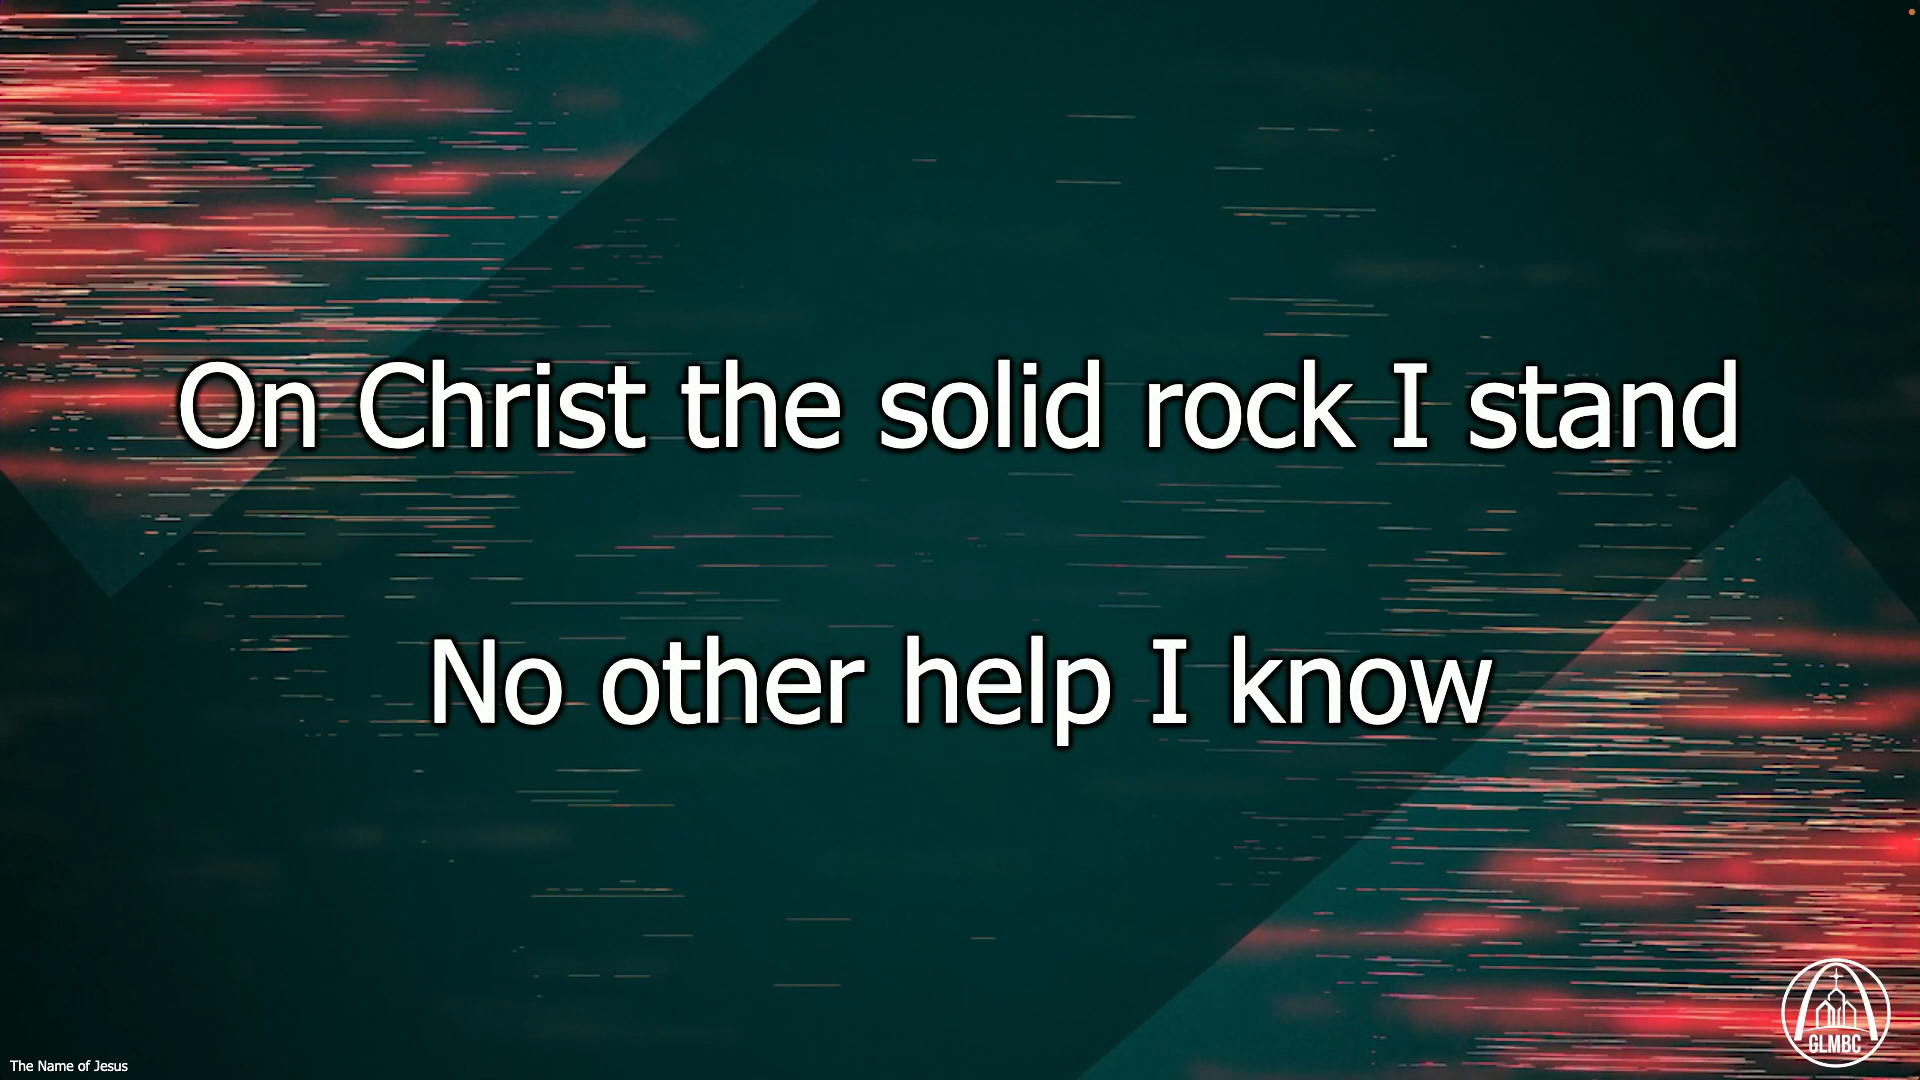 On Christ the solid rock I stand
No other help I know
GLMBC
The Name of Jesus